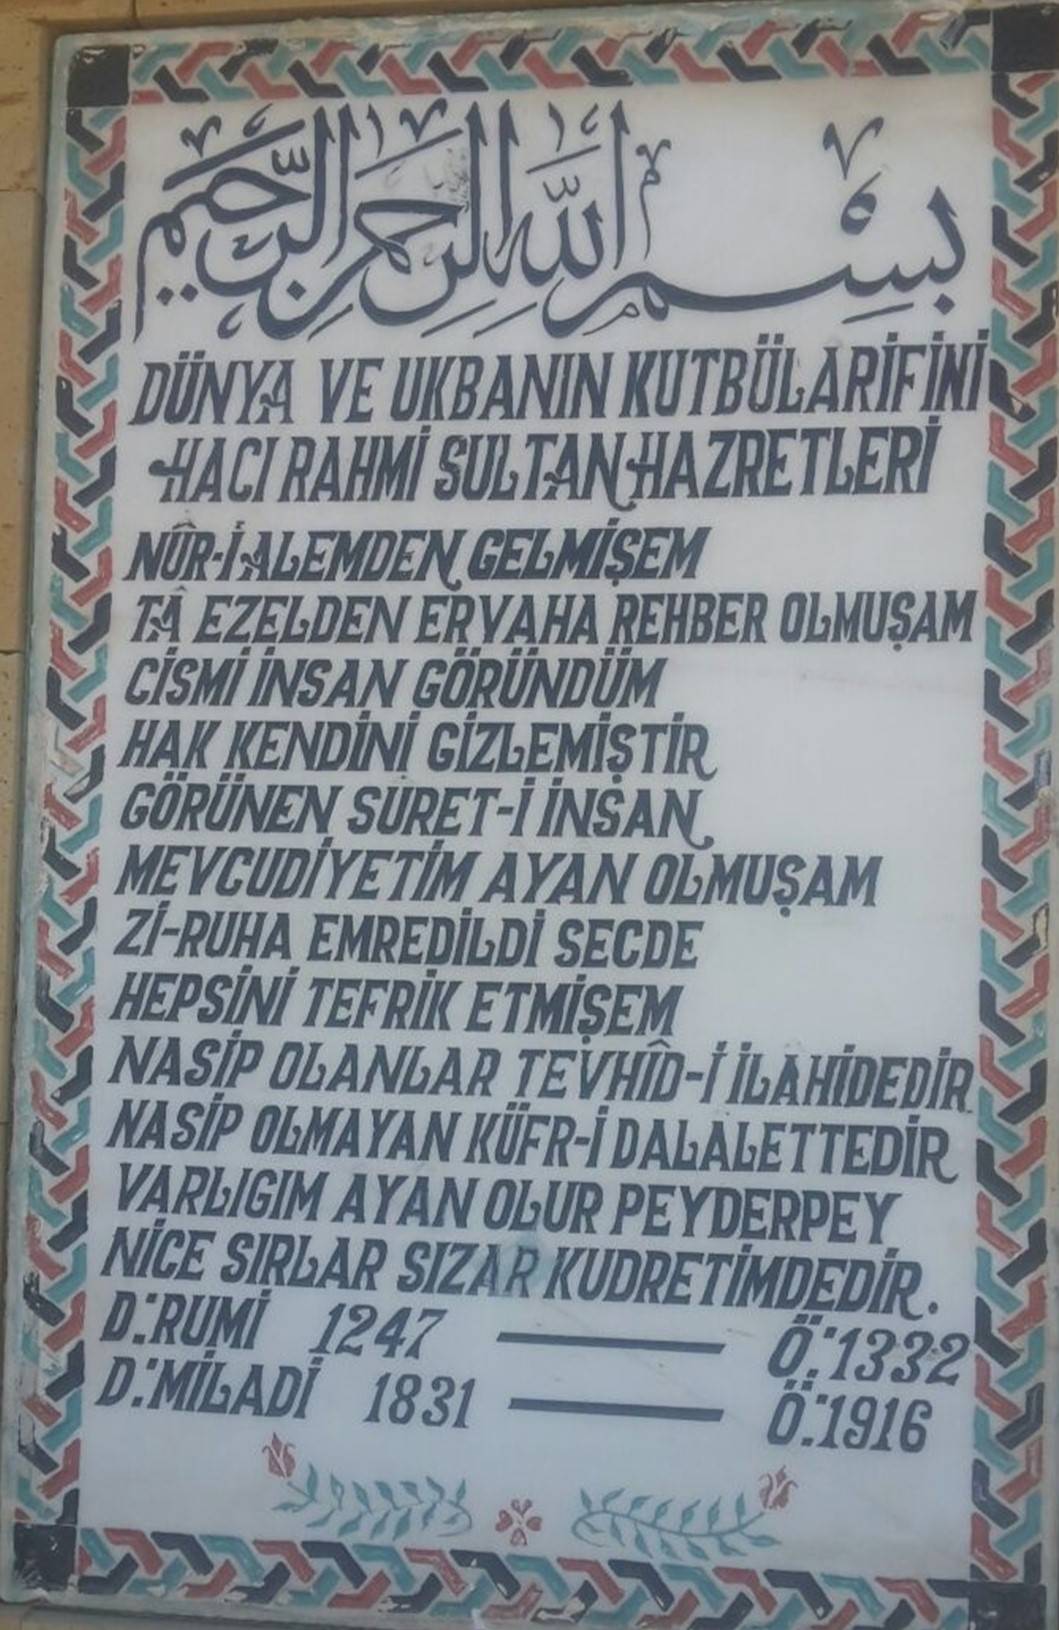 بسم الله الرحمن الرحيم
DÜNYA VE UKBANIN KUTBÜLARİFİNİ
HACI RAHMİ SULTAN HAZRETLERİ
NÛR-İ ALEMDEN GELMİŞEM
TÂ EZELDEN ERVAHA REHBER OLMUŞAM
CİSMİ İNSAN GÖRÜNDÜM
HAK KENDİNİ GİZLEMİŞTİR
GÖRÜNEN SURET-İ İNSAN
MEVCUDİYETİM AYAN OLMUŞAM
Zİ-RUHA EMREDİLDİ SECDE
HEPSİNİ TEFRİK ETMİŞEM
NASİP OLANLAR TEVHÎD-İ İLAHİDEDİR
NASİP OLMAYAN KÜFR-İ DALALETTEDİR
VARLIGIM AYAN OLUR PEYDERPEY
NİCE SIRLAR SIZAR KUDRETİMDEDİR.
D:RUMİ 1247 — Ö:1332
D:MİLADİ 1831 — Ö:1916